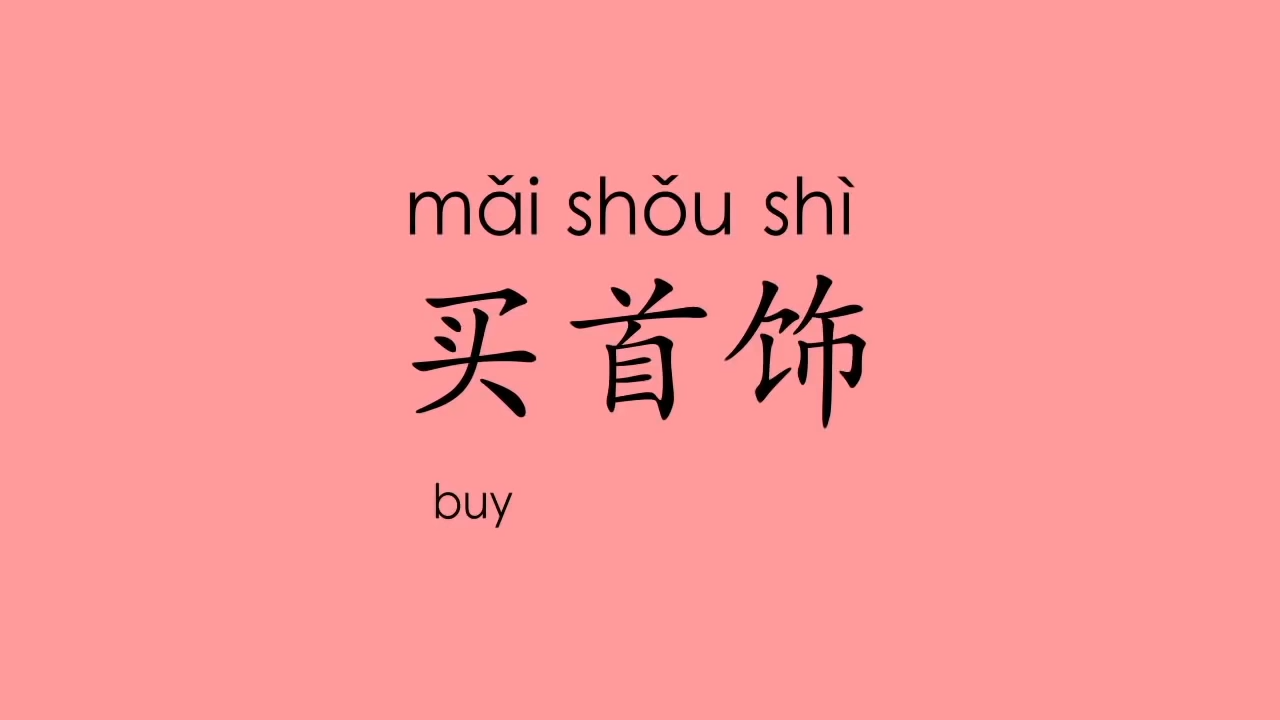 mǎi shǒu shì
买首饰
buy